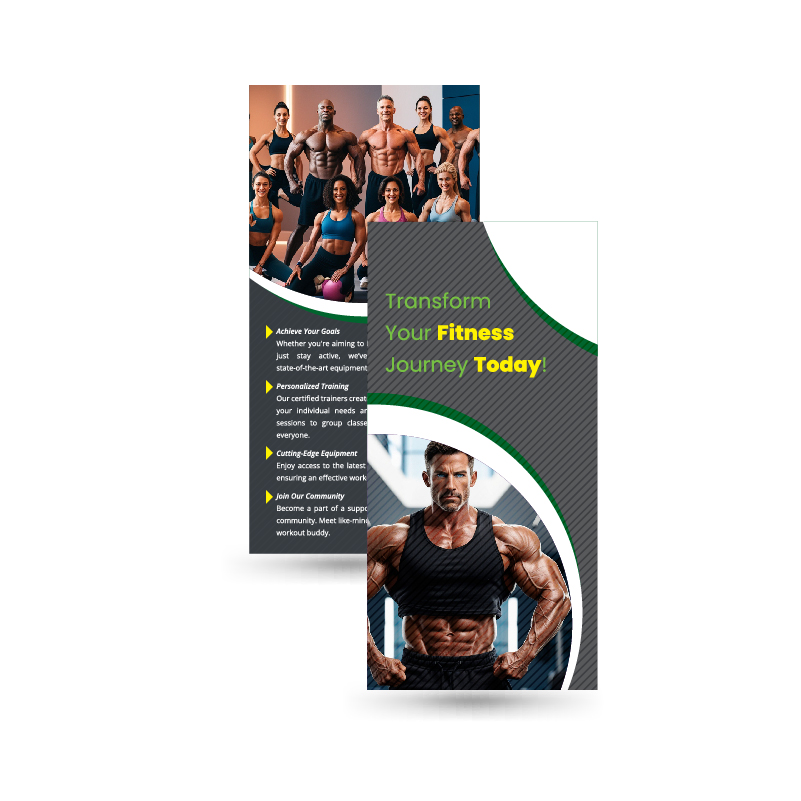 Transform
Your Fitness
Journey Today!
Achieve Your Goals
Whether you're aiming to
just stay active, we've
state-of-the-art equipment
Personalized Training
Our certified trainers create
your individual needs
sessions to group classe
everyone.
Cutting-Edge Equipment
Enjoy access to the latest
ensuring an effective work
Join Our Community
Become a part of a suppo
community. Meet like-mind
workout buddy.